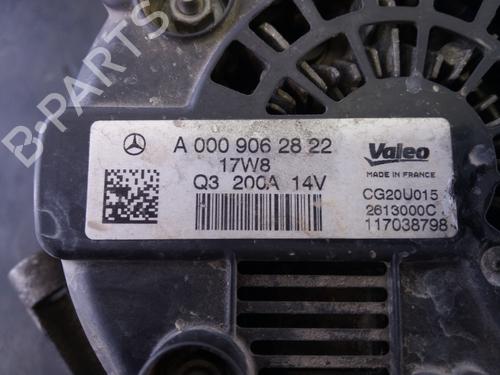 B-PARTS
A 000 906 28 22
17W8
Q3 200A 14V
Valeo
MADE IN FRANCE
CG20U015
2613000C
117038798